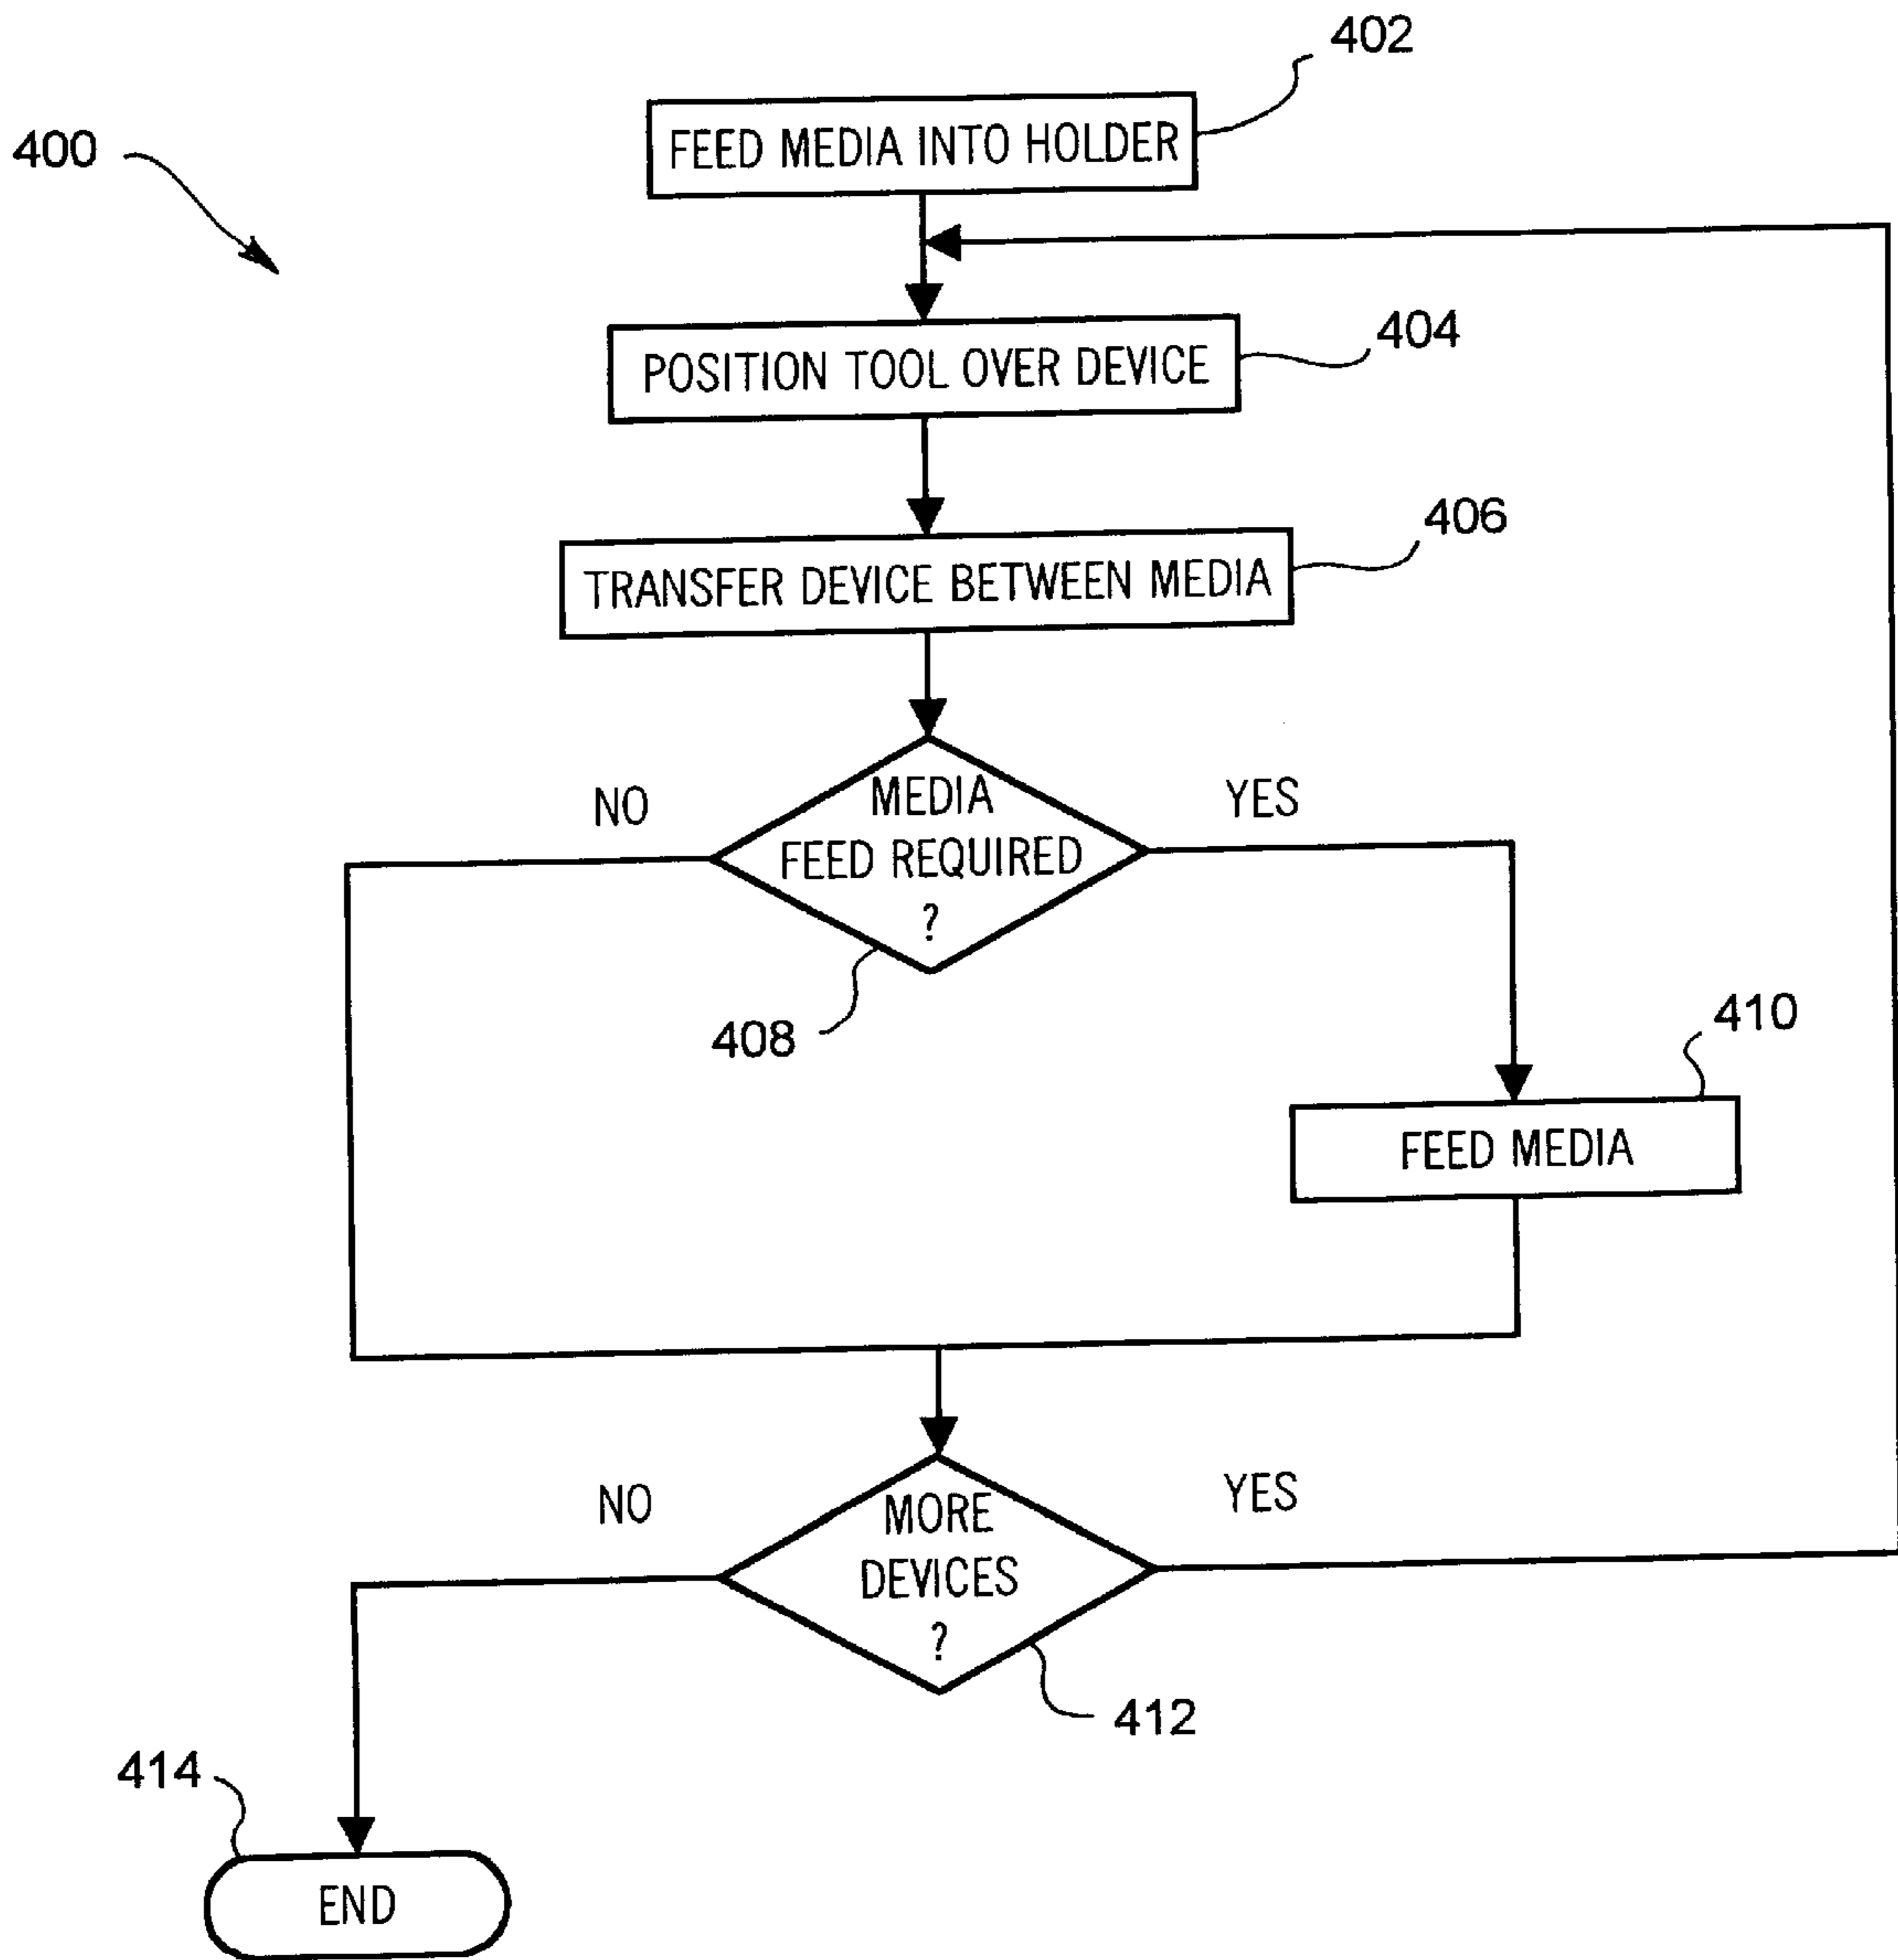 402
400
FEED MEDIA INTO HOLDER
404
POSITION TOOL OVER DEVICE
406
TRANSFER DEVICE BETWEEN MEDIA
NO
MEDIA
FEED REQUIRED
?
YES
408
410
FEED MEDIA
NO
MORE
DEVICES
?
YES
412
414
END